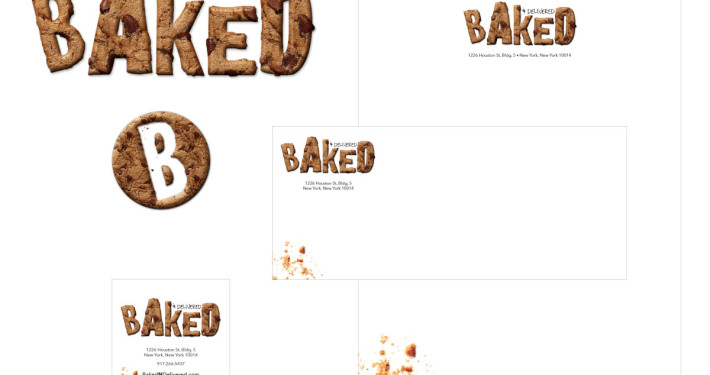 BAKED
& DELIVERED
BAKED
1226 Houston St, Bldg. 5 • New York, New York 10014
B
& DELIVERED
BAKED
1226 Houston St, Bldg. 5
New York, New York 10014
& DELIVERED
BAKED
1226 Houston St, Bldg. 5
New York, New York 10014
917.266.5437
BakedNDelivered.com